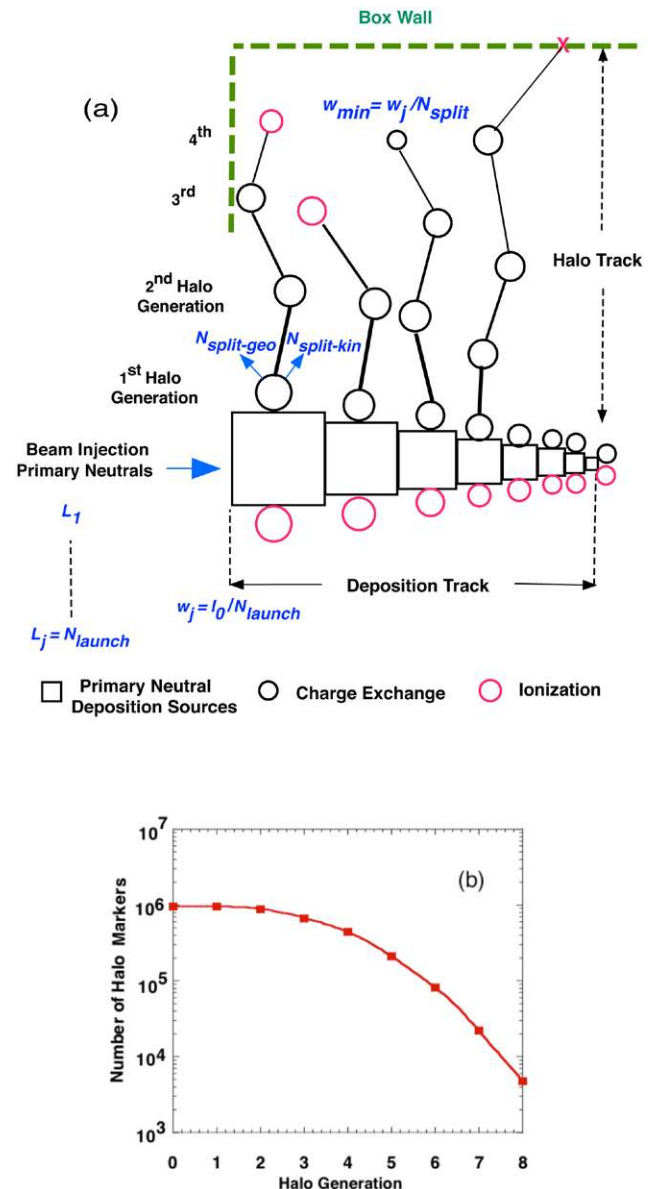 Box Wall
(a)
w_min = w_j/N_split
4th
3rd
Halo Track
2nd Halo
Generation
N_split-geo
N_split-kin
1st Halo
Generation
Beam Injection
Primary Neutrals
L_1
Deposition Track
w_j = I_0/N_launch
L_j = N_launch
Primary Neutral
Deposition Sources
Charge Exchange
Ionization
(b)
Number of Halo Markers
10^7
10^6
10^5
10^4
10^3
0 1 2 3 4 5 6 7 8
Halo Generation